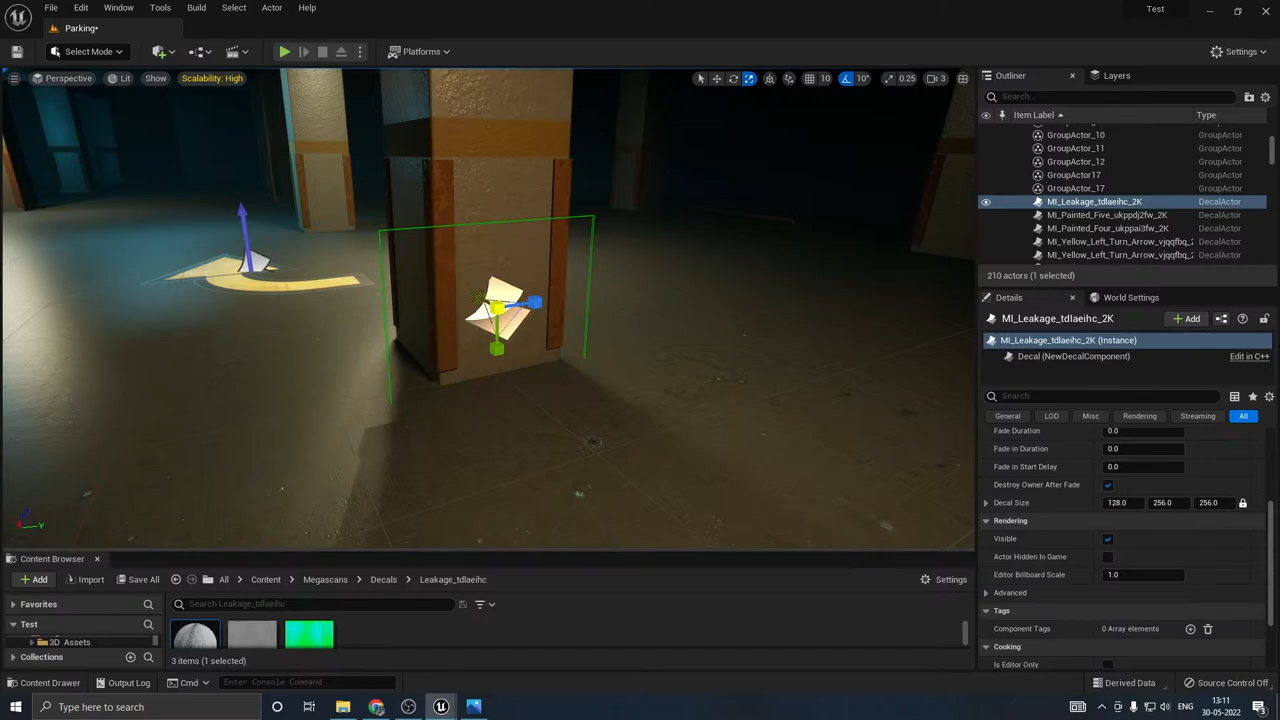 File Edit Window Tools Build Select Actor Help
Test
Parking*
Select Mode
Platforms
Settings
Perspective Lit Show Scalability: High
10 10° 0.25 3
Outliner Layers
Search...
Item Label Type
GroupActor_10 GroupActor
GroupActor_11 GroupActor
GroupActor_12 GroupActor
GroupActor17 GroupActor
GroupActor_17 GroupActor
MI_Leakage_tdlaeihc_2K DecalActor
MI_Painted_Five_ukppdj2fw_2K DecalActor
MI_Painted_Four_ukppai3fw_2K DecalActor
MI_Yellow_Left_Turn_Arrow_vjqqfbq_2 DecalActor
MI_Yellow_Left_Turn_Arrow_vjqqfbq_2 DecalActor
210 actors (1 selected)
Details World Settings
MI_Leakage_tdlaeihc_2K
Add
MI_Leakage_tdlaeihc_2K (Instance)
Decal (NewDecalComponent) Edit in C++
Search
General LOD Misc Rendering Streaming All
Fade Duration 0.0
Fade in Duration 0.0
Fade in Start Delay 0.0
Destroy Owner After Fade
Decal Size 128.0 256.0 256.0
Rendering
Visible
Actor Hidden In Game
Editor Billboard Scale 1.0
Advanced
Tags
Component Tags 0 Array elements
Cooking
Is Editor Only
Y
Content Browser
Add Import Save All All Content Megascans Decals Leakage_tdlaeihc Settings
Favorites
Search Leakage_tdlaeihc
Test
3D_Assets
Collections
3 items (1 selected)
Content Drawer Output Log Cmd Enter Console Command Derived Data Source Control Off
Type here to search
13:11
30-05-2022
3